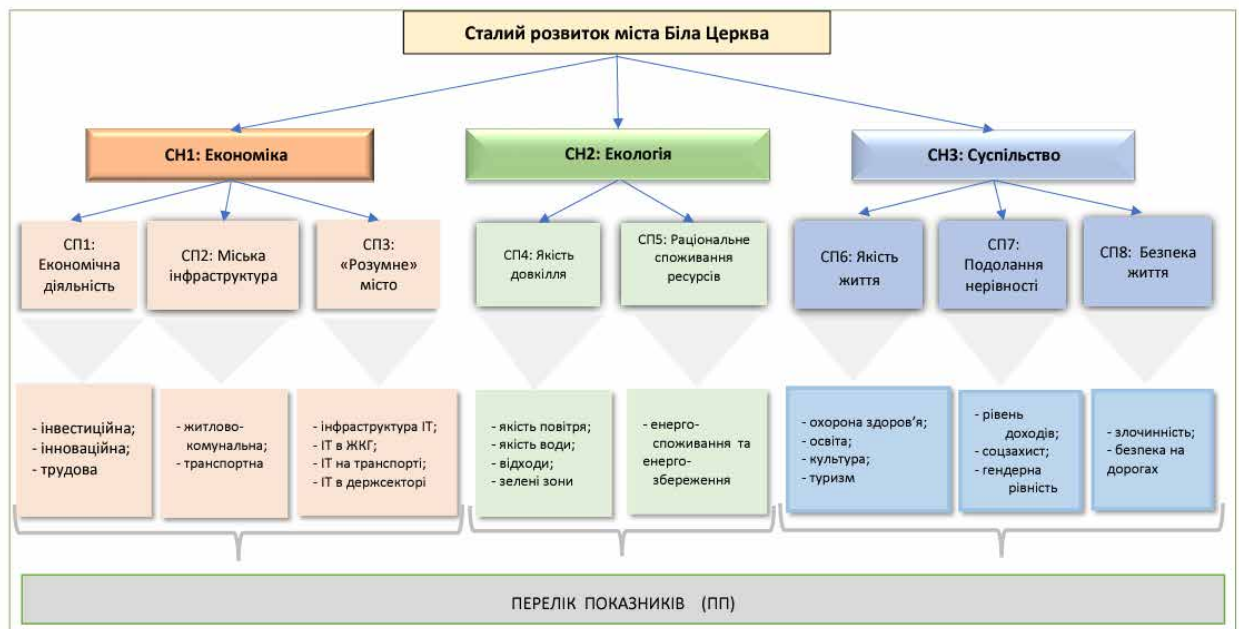 Сталий розвиток міста Біла Церква
СН1: Економіка
СН2: Екологія
СН3: Суспільство
СП1:
Економічна
діяльність
СП2: Міська
інфраструктура
СП3:
«Розумне»
місто
СП4: Якість
довкілля
СП5: Раціональне
споживання
ресурсів
СП6: Якість
життя
СП7:
Подолання
нерівності
СП8: Безпека
життя
- інвестиційна;
- інноваційна;
- трудова
- житлово-
комунальна;
- транспортна
- інфраструктура ІТ;
- ІТ в ЖКГ;
- ІТ на транспорті;
- ІТ в держсекторі
- якість повітря;
- якість води;
- відходи;
- зелені зони
- енерго-
споживання та
енерго-
збереження
- охорона здоров’я;
- освіта;
- культура;
- туризм
- рівень
доходів;
- соцзахист;
- гендерна
рівність
- злочинність;
- безпека на
дорогах
ПЕРЕЛІК ПОКАЗНИКІВ (ПП)